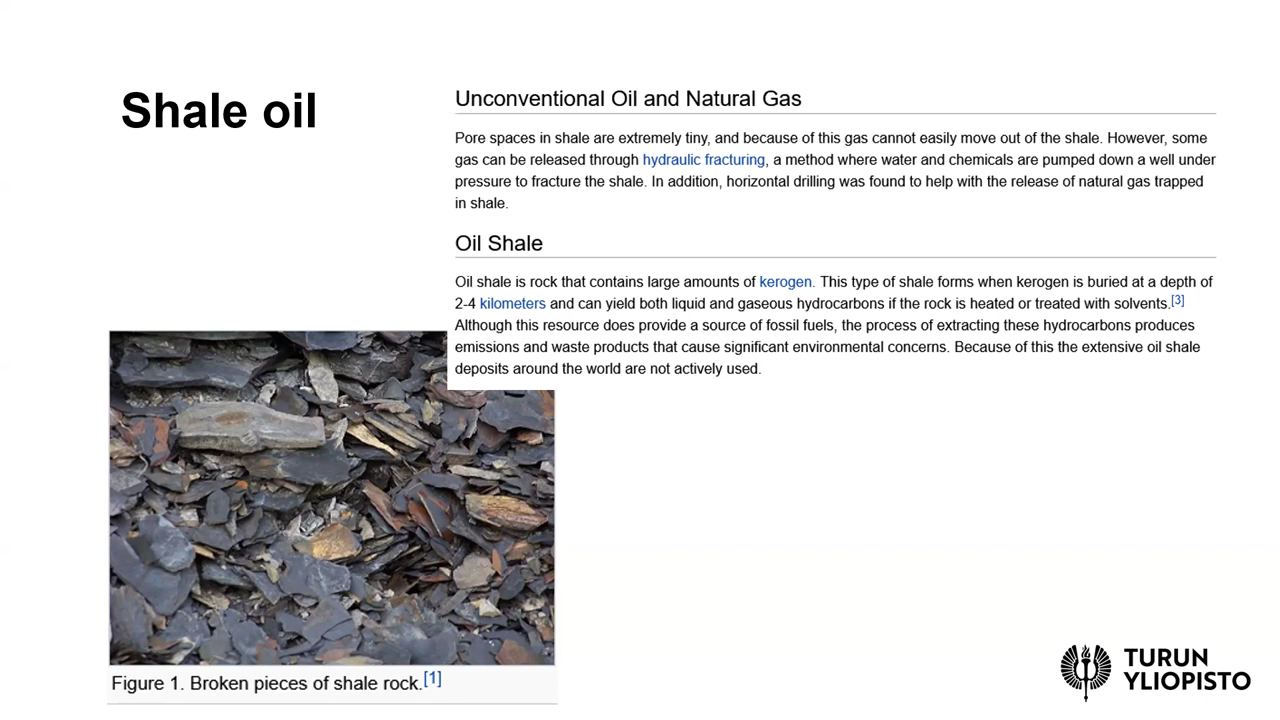 Shale oil
Unconventional Oil and Natural Gas
Pore spaces in shale are extremely tiny, and because of this gas cannot easily move out of the shale. However, some
gas can be released through hydraulic fracturing, a method where water and chemicals are pumped down a well under
pressure to fracture the shale. In addition, horizontal drilling was found to help with the release of natural gas trapped
in shale.
Oil Shale
Oil shale is rock that contains large amounts of kerogen. This type of shale forms when kerogen is buried at a depth of
2-4 kilometers and can yield both liquid and gaseous hydrocarbons if the rock is heated or treated with solvents.[3]
Although this resource does provide a source of fossil fuels, the process of extracting these hydrocarbons produces
emissions and waste products that cause significant environmental concerns. Because of this the extensive oil shale
deposits around the world are not actively used.
Figure 1. Broken pieces of shale rock.[1]
TURUN
YLIOPISTO